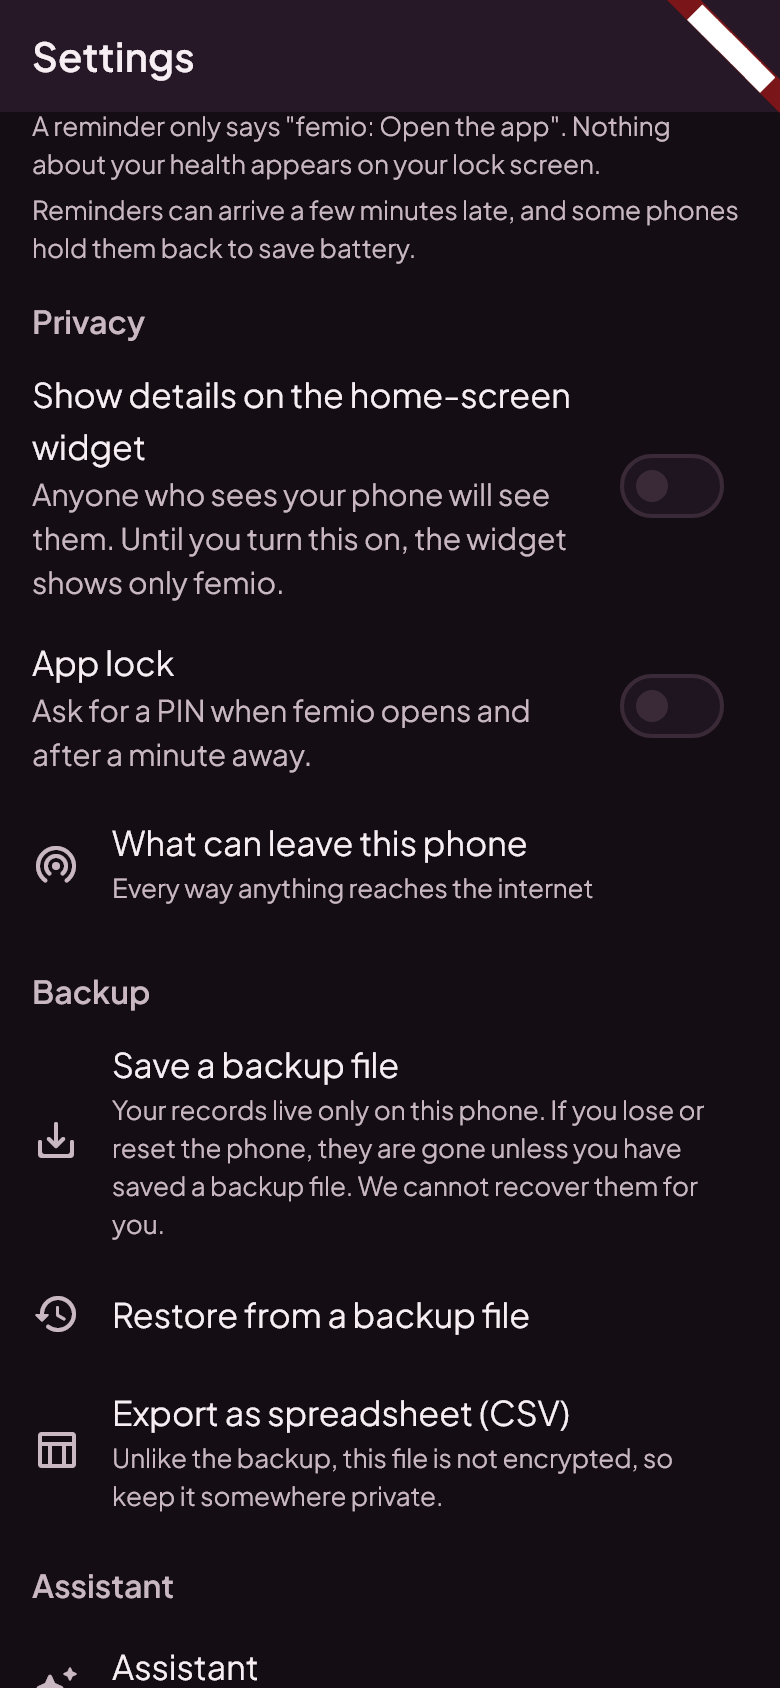 Settings
A reminder only says "femio: Open the app". Nothing
about your health appears on your lock screen.
Reminders can arrive a few minutes late, and some phones
hold them back to save battery.
Privacy
Show details on the home-screen
widget
Anyone who sees your phone will see
them. Until you turn this on, the widget
shows only femio.
App lock
Ask for a PIN when femio opens and
after a minute away.
What can leave this phone
Every way anything reaches the internet
Backup
Save a backup file
Your records live only on this phone. If you lose or
reset the phone, they are gone unless you have
saved a backup file. We cannot recover them for
you.
Restore from a backup file
Export as spreadsheet (CSV)
Unlike the backup, this file is not encrypted, so
keep it somewhere private.
Assistant
Assistant